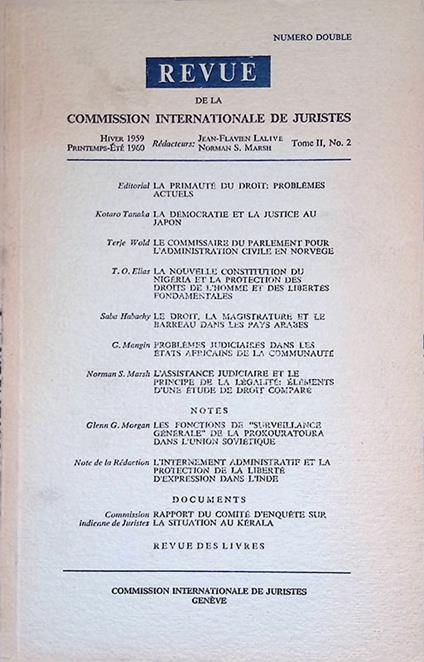 NUMERO DOUBLE
REVUE
DE LA
COMMISSION INTERNATIONALE DE JURISTES
HIVER 1959
PRINTEMPS-ÉTÉ 1960
Rédacteurs: JEAN-FLAVIEN LALIVE
NORMAN S. MARSH
Tome II, No. 2
Editorial LA PRIMAUTÉ DU DROIT: PROBLÈMES
ACTUELS
Kotaro Tanaka LA DÉMOCRATIE ET LA JUSTICE AU
JAPON
Terje Wold LE COMMISSAIRE DU PARLEMENT POUR
L'ADMINISTRATION CIVILE EN NORVÈGE
T. O. Elias LA NOUVELLE CONSTITUTION DU
NIGÉRIA ET LA PROTECTION DES
DROITS DE L'HOMME ET DES LIBERTÉS
FONDAMENTALES
Saba Habachy LE DROIT, LA MAGISTRATURE ET LE
BARREAU DANS LES PAYS ARABES
G. Mangin PROBLÈMES JUDICIAIRES DANS LES
ÉTATS AFRICAINS DE LA COMMUNAUTÉ
Norman S. Marsh L'ASSISTANCE JUDICIAIRE ET LE
PRINCIPE DE LA LÉGALITÉ: ÉLÉMENTS
D'UNE ÉTUDE DE DROIT COMPARÉ
NOTES
Glenn G. Morgan LES FONCTIONS DE "SURVEILLANCE
GÉNÉRALE" DE LA PROKOURATOURA
DANS L'UNION SOVIÉTIQUE
Note de la Rédaction L'INTERNEMENT ADMINISTRATIF ET LA
PROTECTION DE LA LIBERTÉ
D'EXPRESSION DANS L'INDE
DOCUMENTS
Commission RAPPORT DU COMITÉ D'ENQUÊTE SUR
indienne de Juristes LA SITUATION AU KÉRALA
REVUE DES LIVRES
COMMISSION INTERNATIONALE DE JURISTES
GENÈVE